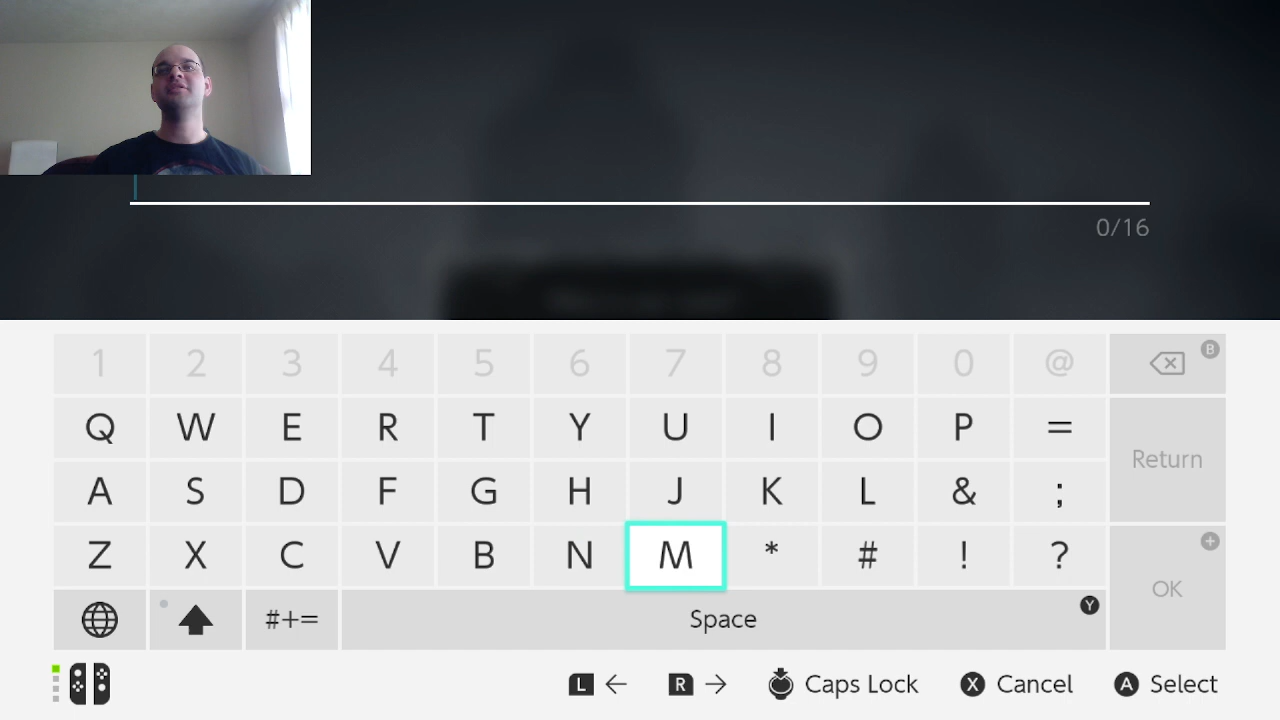 0/16
1 2 3 4 5 6 7 8 9 0 @ B
Q W E R T Y U I O P =
Return
A S D F G H J K L & ;
Z X C V B N M * # ! ? +
OK
#+= Space Y
L ← R → Caps Lock X Cancel A Select